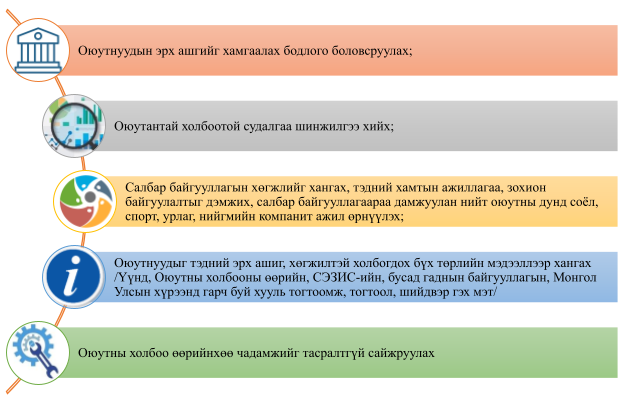 Оюутнуудын эрх ашгийг хамгаалах бодлого боловсруулах;
Оюутантай холбоотой судалгаа шинжилгээ хийх;
Салбар байгууллагын хөгжлийг хангах, тэдний хамтын ажиллагаа, зохион
байгуулалтыг дэмжих, салбар байгууллагаараа дамжуулан нийт оюутны дунд соёл,
спорт, урлаг, нийгмийн компанит ажил өрнүүлэх;
Оюутнуудыг тэдний эрх ашиг, хөгжилтэй холбогдох бүх төрлийн мэдээллээр хангах
/Үүнд, Оюутны холбооны өөрийн, СЭЗИС-ийн, бусад гадны байгууллагын, Монгол
Улсын хүрээнд гарч буй хууль тогтоомж, тогтоол, шийдвэр гэх мэт/
Оюутны холбоо өөрийнхөө чадамжийг тасралтгүй сайжруулах